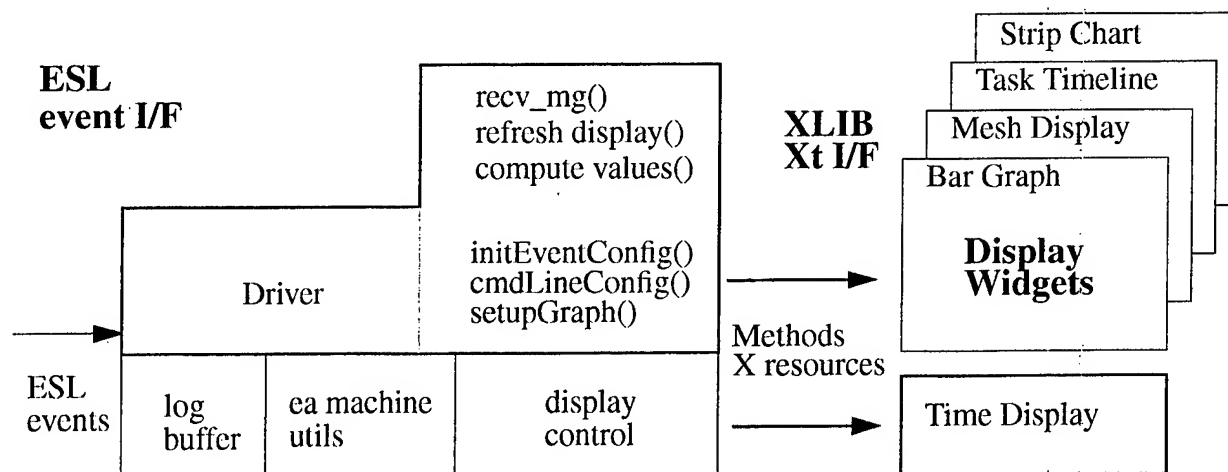 ESL
event I/F
recv_mg()
refresh display()
compute values()
initEventConfig()
cmdLineConfig()
setupGraph()
Driver
ESL
events
log
buffer
ea machine
utils
display
control
XLIB
Xt I/F
Methods
X resources
Strip Chart
Task Timeline
Mesh Display
Bar Graph
Display
Widgets
Time Display